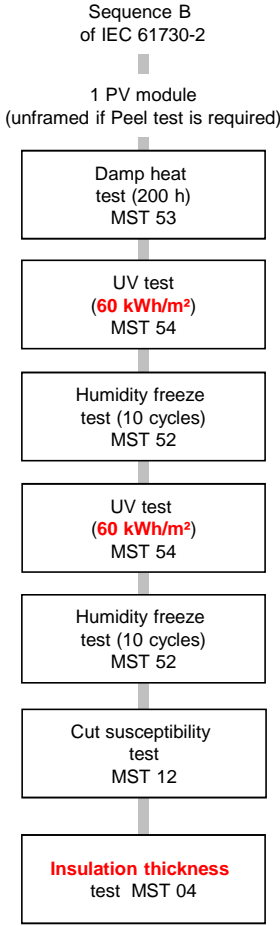 Sequence B
of IEC 61730-2
1 PV module
(unframed if Peel test is required)
Damp heat
test (200 h)
MST 53
UV test
(60 kWh/m²)
MST 54
Humidity freeze
test (10 cycles)
MST 52
UV test
(60 kWh/m²)
MST 54
Humidity freeze
test (10 cycles)
MST 52
Cut susceptibility
test
MST 12
Insulation thickness
test MST 04